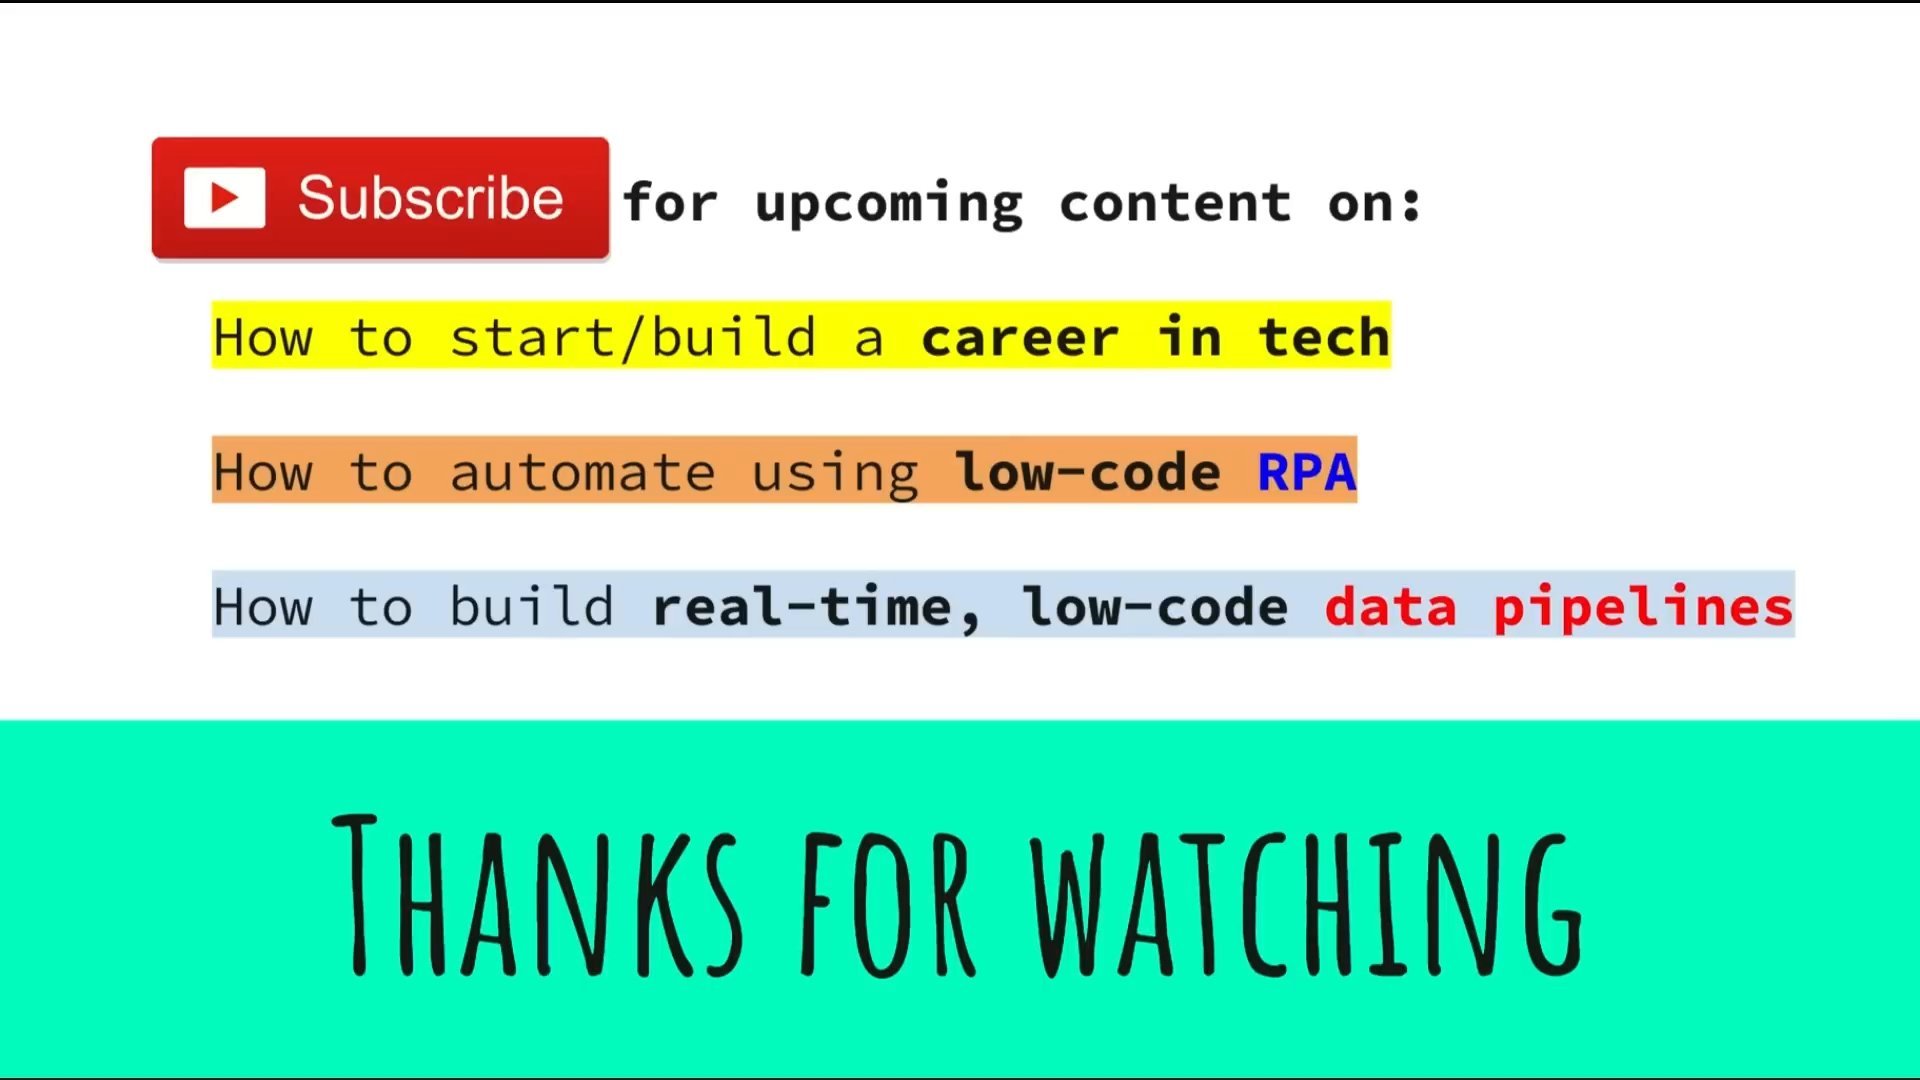 Subscribe for upcoming content on:
How to start/build a career in tech
How to automate using low-code RPA
How to build real-time, low-code data pipelines
THANKS FOR WATCHING